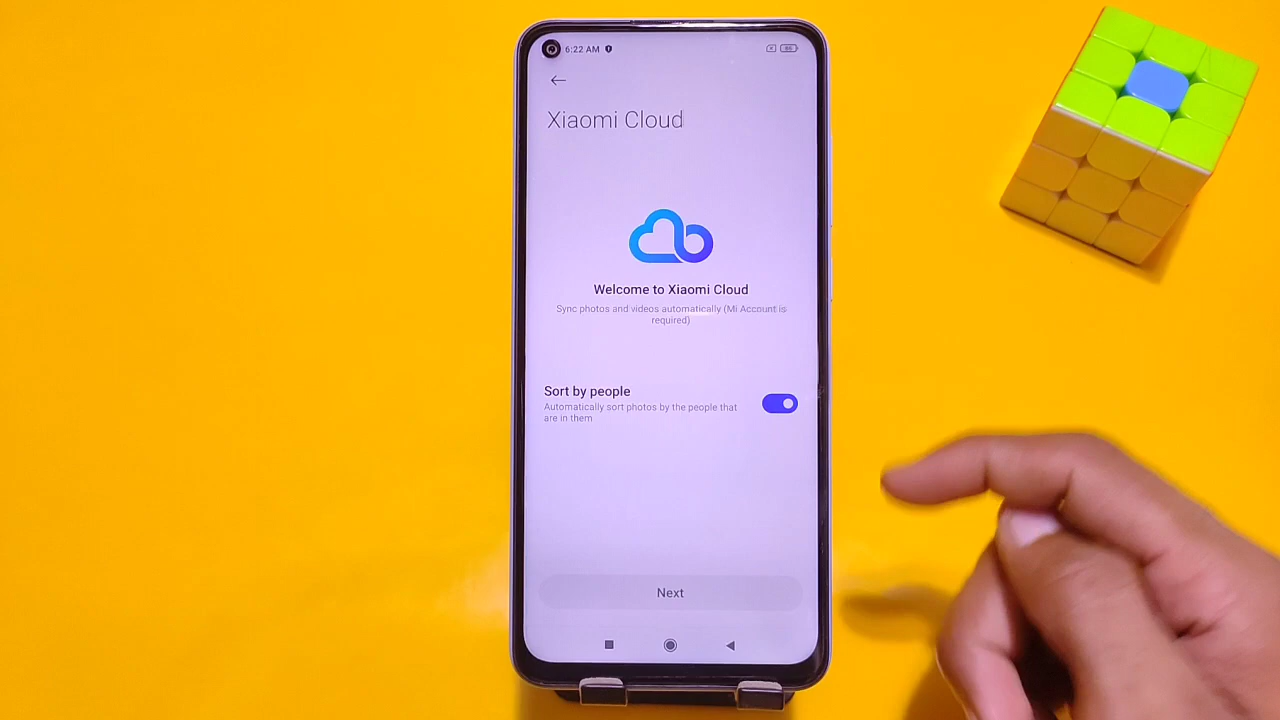 6:22 AM
86
Xiaomi Cloud
Welcome to Xiaomi Cloud
Sync photos and videos automatically (Mi Account is
required)
Sort by people
Automatically sort photos by the people that
are in them
Next